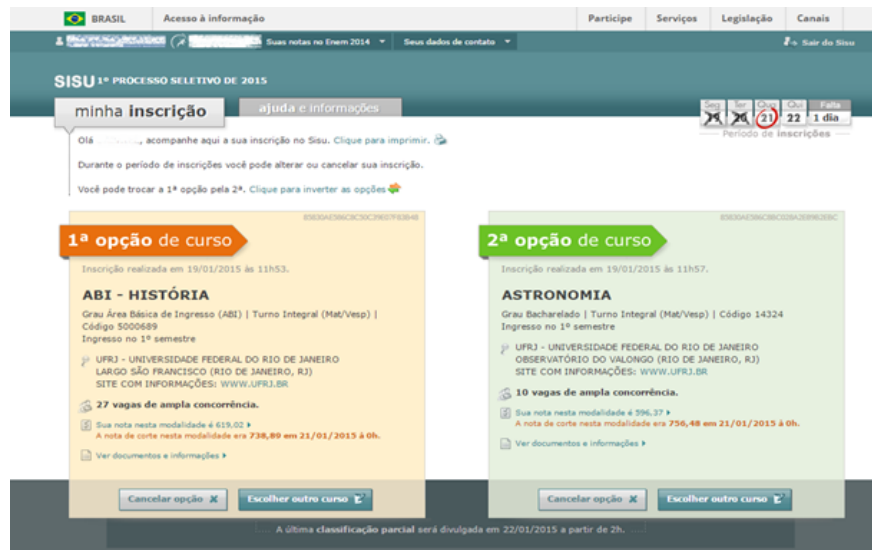 BRASIL Acesso à informação Participe Serviços Legislação Canais
Suas notas no Enem 2014 Seus dados de contato Sair do Sisu
SISU 1º PROCESSO SELETIVO DE 2015
minha inscrição ajuda e informações
Seg Ter Qua Qui Falta
19 20 21 22 1 dia
Período de inscrições
Olá , acompanhe aqui a sua inscrição no Sisu. Clique para imprimir.
Durante o período de inscrições você pode alterar ou cancelar sua inscrição.
Você pode trocar a 1ª opção pela 2ª. Clique para inverter as opções
1ª opção de curso
Inscrição realizada em 19/01/2015 às 11h53.
ABI - HISTÓRIA
Grau Área Básica de Ingresso (ABI) | Turno Integral (Mat/Vesp) |
Código 5000689
Ingresso no 1º semestre
UFRJ - UNIVERSIDADE FEDERAL DO RIO DE JANEIRO
LARGO SÃO FRANCISCO (RIO DE JANEIRO, RJ)
SITE COM INFORMAÇÕES: WWW.UFRJ.BR
27 vagas de ampla concorrência.
Sua nota nesta modalidade é 619,02
A nota de corte nesta modalidade era 738,89 em 21/01/2015 à 0h.
Ver documentos e informações
Cancelar opção Escolher outro curso
2ª opção de curso
Inscrição realizada em 19/01/2015 às 11h57.
ASTRONOMIA
Grau Bacharelado | Turno Integral (Mat/Vesp) | Código 14324
Ingresso no 1º semestre
UFRJ - UNIVERSIDADE FEDERAL DO RIO DE JANEIRO
OBSERVATÓRIO DO VALONGO (RIO DE JANEIRO, RJ)
SITE COM INFORMAÇÕES: WWW.UFRJ.BR
10 vagas de ampla concorrência.
Sua nota nesta modalidade é 596,37
A nota de corte nesta modalidade era 756,48 em 21/01/2015 à 0h.
Ver documentos e informações
Cancelar opção Escolher outro curso
A última classificação parcial será divulgada em 22/01/2015 a partir de 2h.